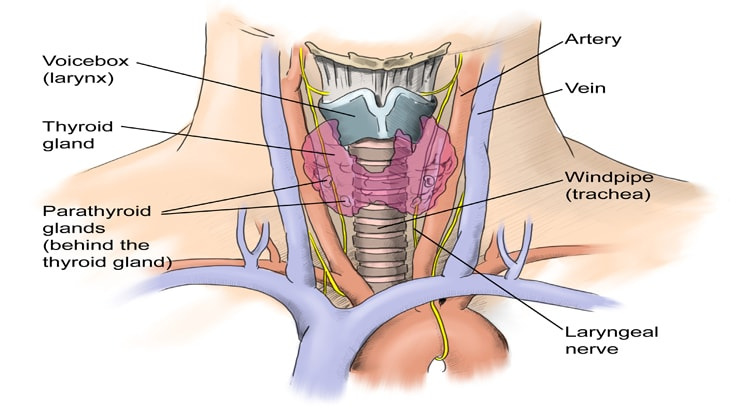 Voicebox
(larynx)
Thyroid
gland
Parathyroid
glands
(behind the
thyroid gland)
Artery
Vein
Windpipe
(trachea)
Laryngeal
nerve